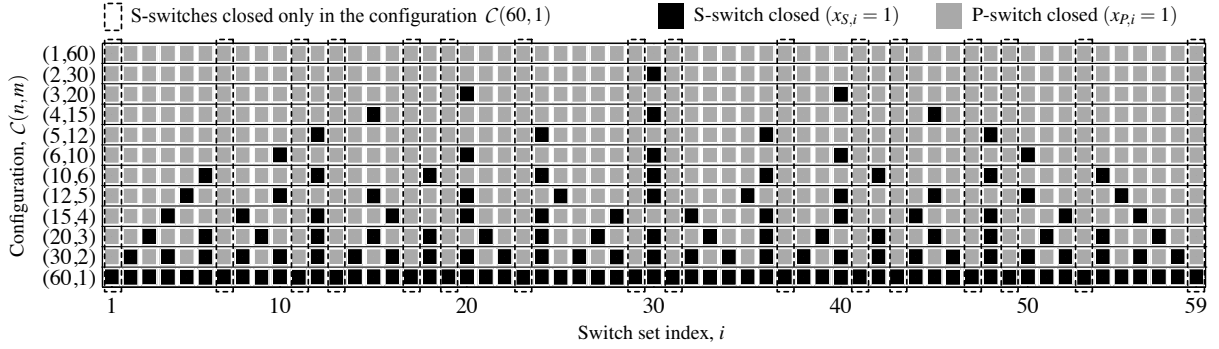 S-switches closed only in the configuration C(60,1)
S-switch closed (x_{S,i} = 1)
P-switch closed (x_{P,i} = 1)
Configuration, C(n,m)
(1,60)
(2,30)
(3,20)
(4,15)
(5,12)
(6,10)
(10,6)
(12,5)
(15,4)
(20,3)
(30,2)
(60,1)
1 10 20 30 40 50 59
Switch set index, i